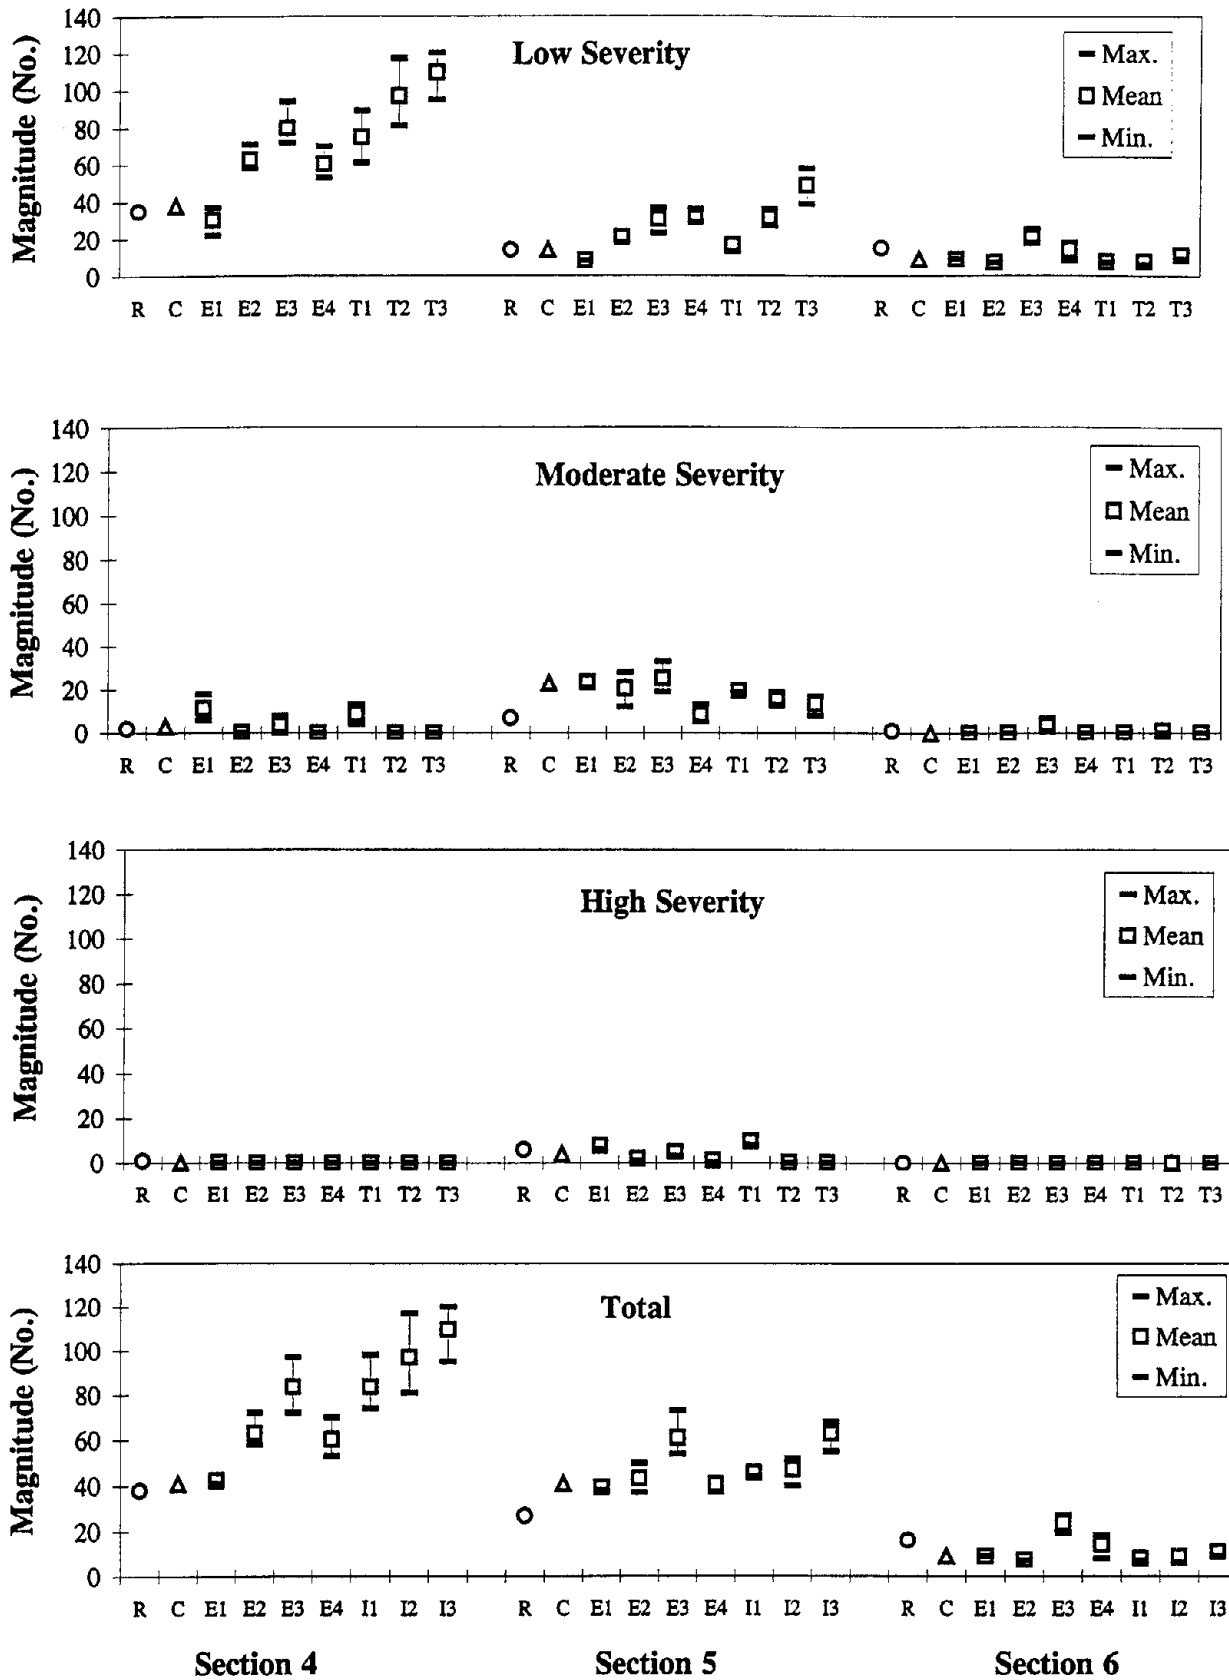 Magnitude (No.)
140
120
100
80
60
40
20
0
Low Severity
Max.
Mean
Min.
R C E1 E2 E3 E4 T1 T2 T3 R C E1 E2 E3 E4 T1 T2 T3 R C E1 E2 E3 E4 T1 T2 T3
Magnitude (No.)
140
120
100
80
60
40
20
0
Moderate Severity
Max.
Mean
Min.
R C E1 E2 E3 E4 T1 T2 T3 R C E1 E2 E3 E4 T1 T2 T3 R C E1 E2 E3 E4 T1 T2 T3
Magnitude (No.)
140
120
100
80
60
40
20
0
High Severity
Max.
Mean
Min.
R C E1 E2 E3 E4 T1 T2 T3 R C E1 E2 E3 E4 T1 T2 T3 R C E1 E2 E3 E4 T1 T2 T3
Magnitude (No.)
140
120
100
80
60
40
20
0
Total
Max.
Mean
Min.
R C E1 E2 E3 E4 I1 I2 I3 R C E1 E2 E3 E4 I1 I2 I3 R C E1 E2 E3 E4 I1 I2 I3
Section 4 Section 5 Section 6